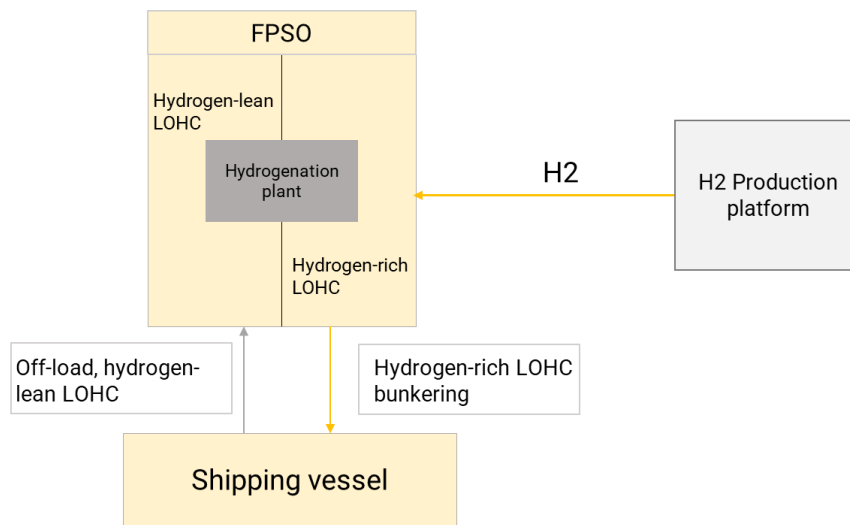 FPSO
Hydrogen-lean
LOHC
Hydrogenation
plant
Hydrogen-rich
LOHC
H2
H2 Production
platform
Off-load, hydrogen-
lean LOHC
Hydrogen-rich LOHC
bunkering
Shipping vessel